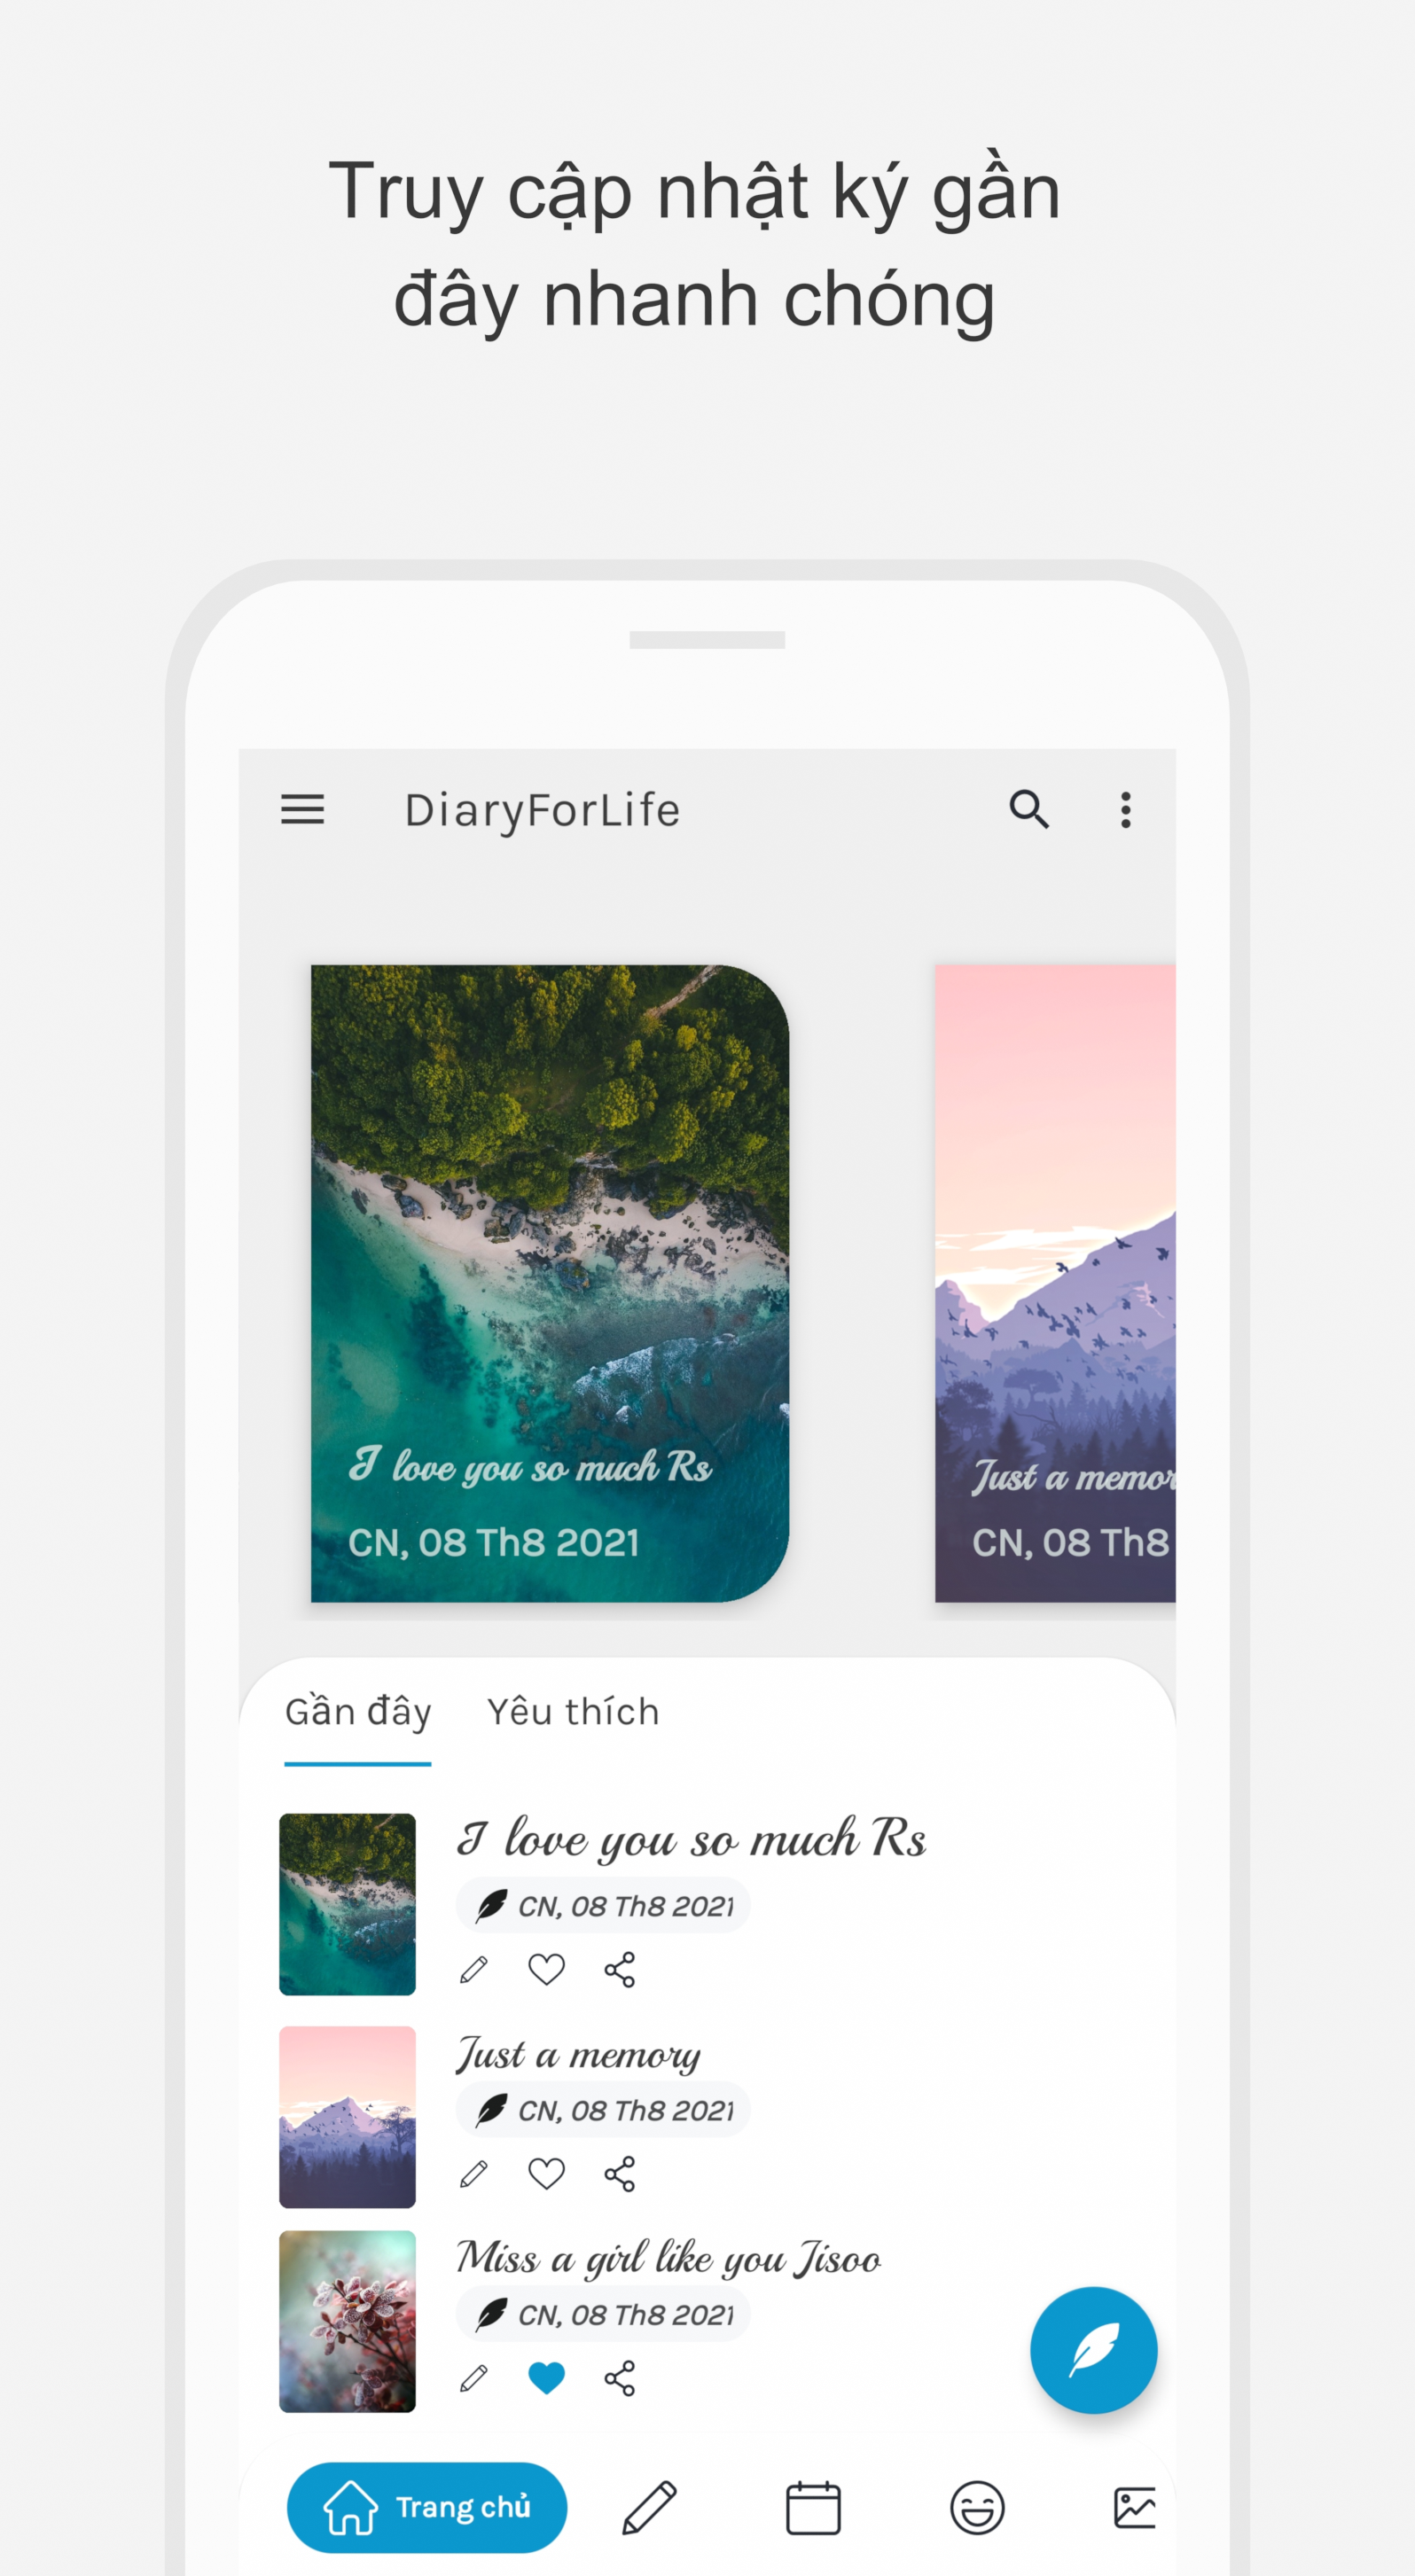 Truy cập nhật ký gần
đây nhanh chóng
DiaryForLife
I love you so much Rs
CN, 08 Th8 2021
Just a memor
CN, 08 Th8
Gần đây
Yêu thích
I love you so much Rs
CN, 08 Th8 2021
Just a memory
CN, 08 Th8 2021
Miss a girl like you Jisoo
CN, 08 Th8 2021
Trang chủ